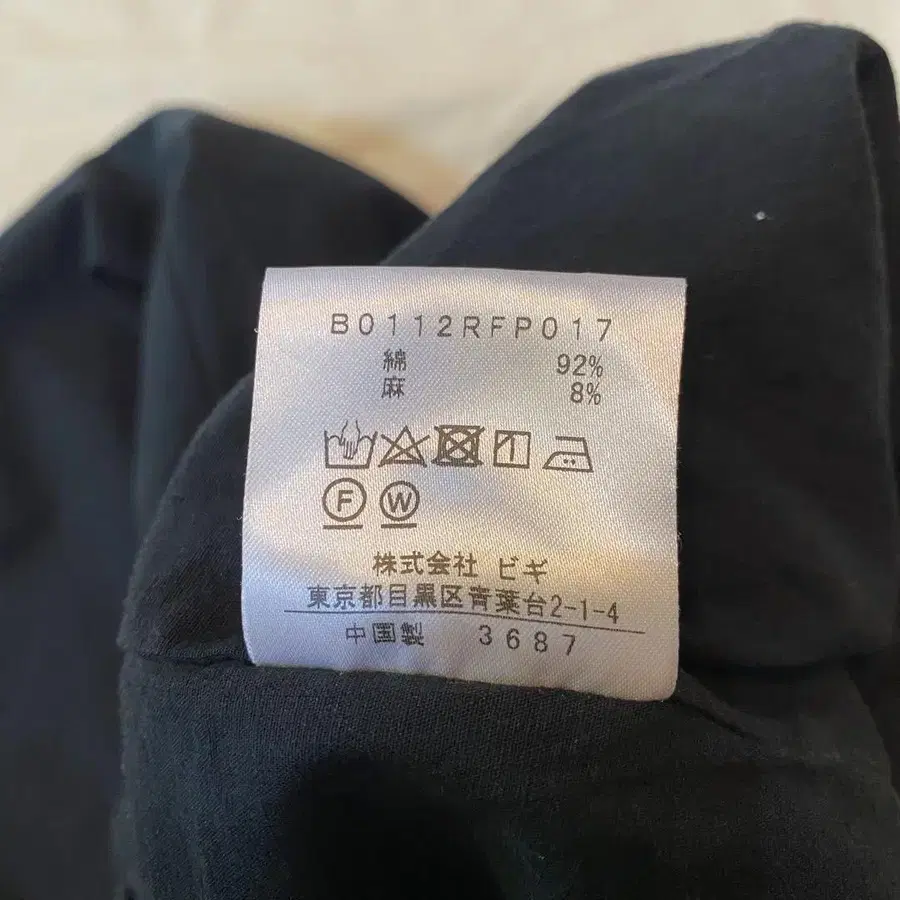 B0112RFP017
綿 92%
麻 8%
F W
株式会社 ビギ
東京都目黒区青葉台2-1-4
中国製 3687